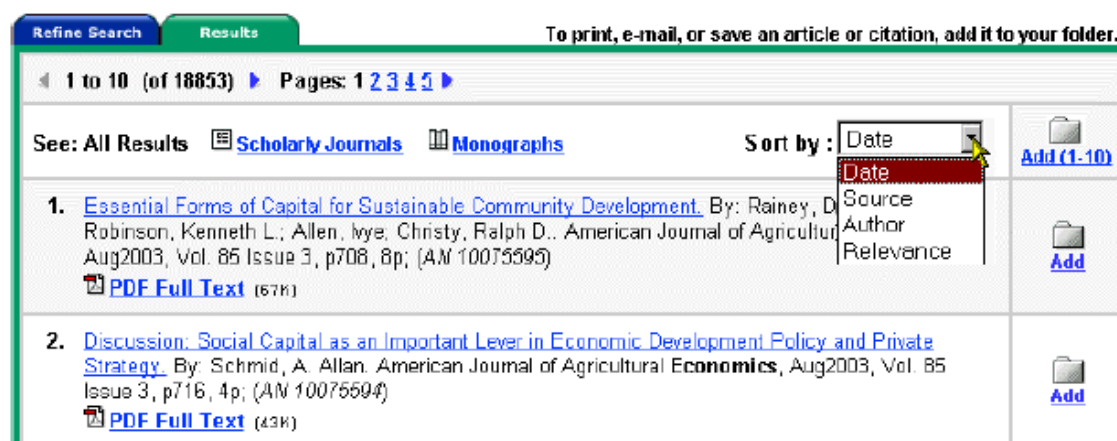 Refine Search Results To print, e-mail, or save an article or citation, add it to your folder.
1 to 10 (of 18853) Pages: 1 2 3 4 5
See: All Results Scholarly Journals Monographs Sort by : Date
Add (1-10)
Date
Source
Author
Relevance
1. Essential Forms of Capital for Sustainable Community Development. By: Rainey, D
Robinson, Kenneth L.; Allen, Ivye; Christy, Ralph D.. American Journal of Agricultur
Aug2003, Vol. 85 Issue 3, p708, 8p; (AN 10075595)
PDF Full Text (67K)
Add
2. Discussion: Social Capital as an Important Lever in Economic Development Policy and Private
Strategy. By: Schmid, A. Allan. American Journal of Agricultural Economics, Aug2003, Vol. 85
Issue 3, p716, 4p; (AN 10075594)
PDF Full Text (43K)
Add